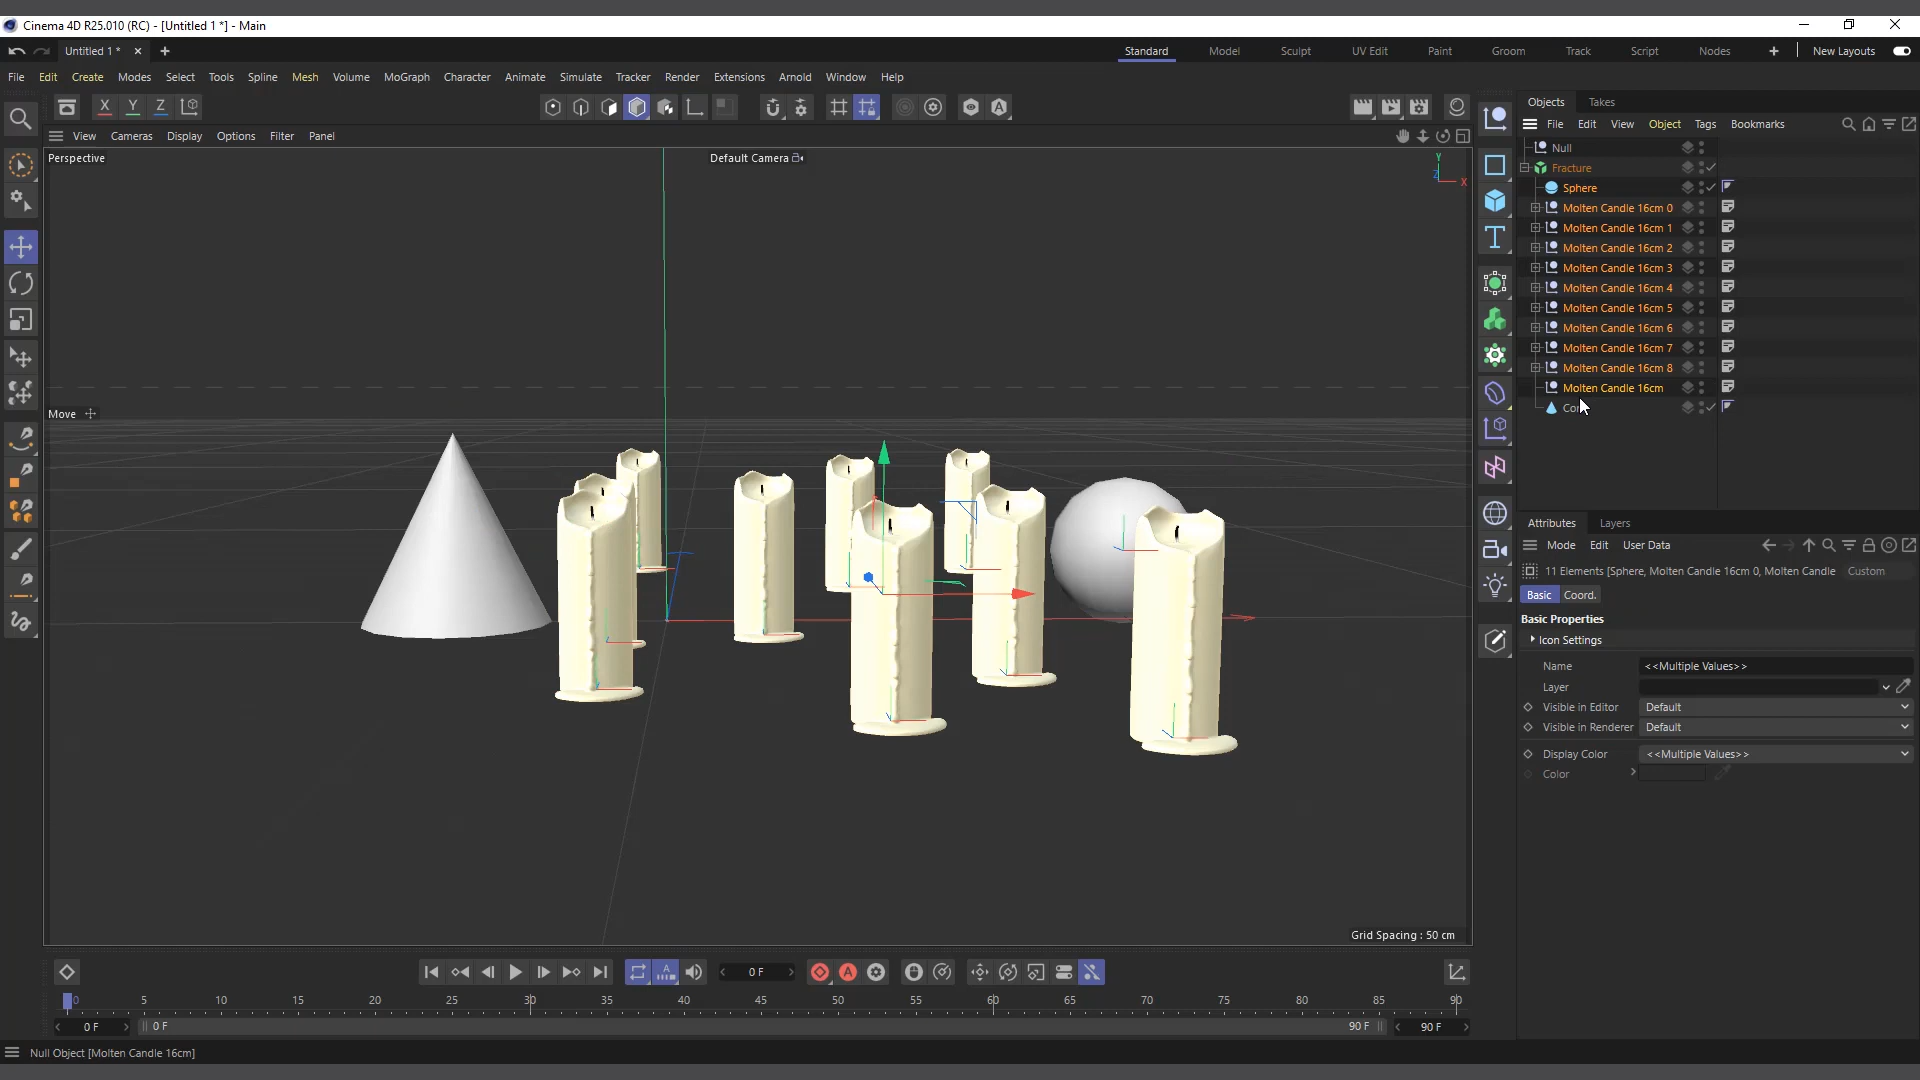 Cinema 4D R25.010 (RC) - [Untitled 1 *] - Main
Untitled 1 *
Standard Model Sculpt UV Edit Paint Groom Track Script Nodes New Layouts
File Edit Create Modes Select Tools Spline Mesh Volume MoGraph Character Animate Simulate Tracker Render Extensions Arnold Window Help
X Y Z
Objects Takes
File Edit View Object Tags Bookmarks
View Cameras Display Options Filter Panel
Perspective
Default Camera
Y
Z
X
Null
Fracture
Sphere
Molten Candle 16cm 0
Molten Candle 16cm 1
Molten Candle 16cm 2
Molten Candle 16cm 3
Molten Candle 16cm 4
Molten Candle 16cm 5
Molten Candle 16cm 6
Molten Candle 16cm 7
Molten Candle 16cm 8
Molten Candle 16cm
Move
Attributes Layers
Mode Edit User Data
11 Elements [Sphere, Molten Candle 16cm 0, Molten Candle Custom
Basic Coord.
Basic Properties
Icon Settings
Name <<Multiple Values>>
Layer
Visible in Editor Default
Visible in Renderer Default
Display Color <<Multiple Values>>
Color
Grid Spacing : 50 cm
0 F
0 5 10 15 20 25 30 35 40 45 50 55 60 65 70 75 80 85 90
0 F 0 F 90 F 90 F
Null Object [Molten Candle 16cm]